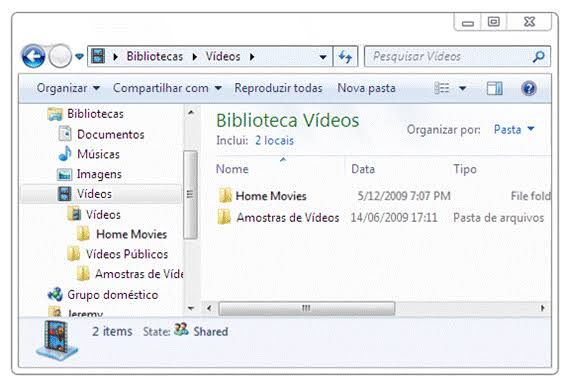 Bibliotecas Vídeos
Pesquisar Vídeos
Organizar Compartilhar com Reproduzir todas Nova pasta
Bibliotecas
Documentos
Músicas
Imagens
Vídeos
Vídeos
Home Movies
Vídeos Públicos
Amostras de Víde
Grupo doméstico
Jeremy
Biblioteca Vídeos
Inclui: 2 locais
Organizar por: Pasta
Nome Data Tipo
Home Movies 5/12/2009 7:07 PM File fold
Amostras de Vídeos 14/06/2009 17:11 Pasta de arquivos
2 items State: Shared